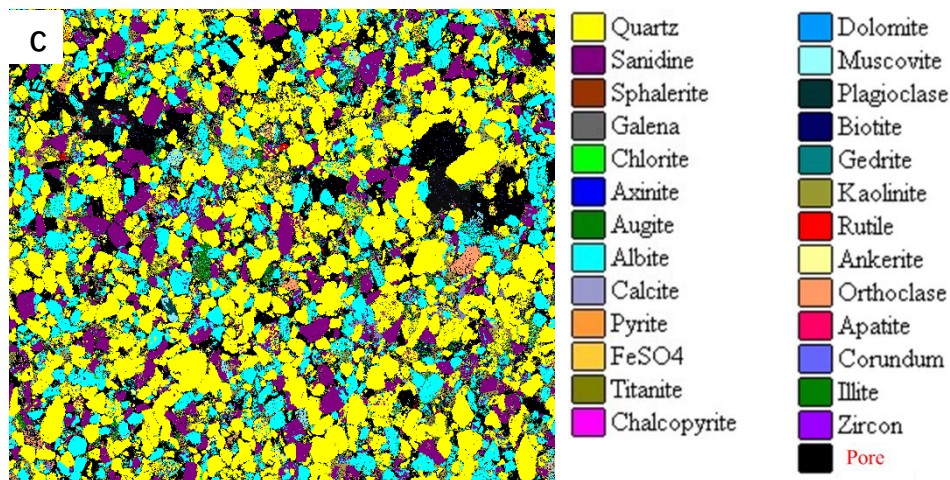 C
Quartz
Sanidine
Sphalerite
Galena
Chlorite
Axinite
Augite
Albite
Calcite
Pyrite
FeSO4
Titanite
Chalcopyrite
Dolomite
Muscovite
Plagioclase
Biotite
Gedrite
Kaolinite
Rutile
Ankerite
Orthoclase
Apatite
Corundum
Illite
Zircon
Pore